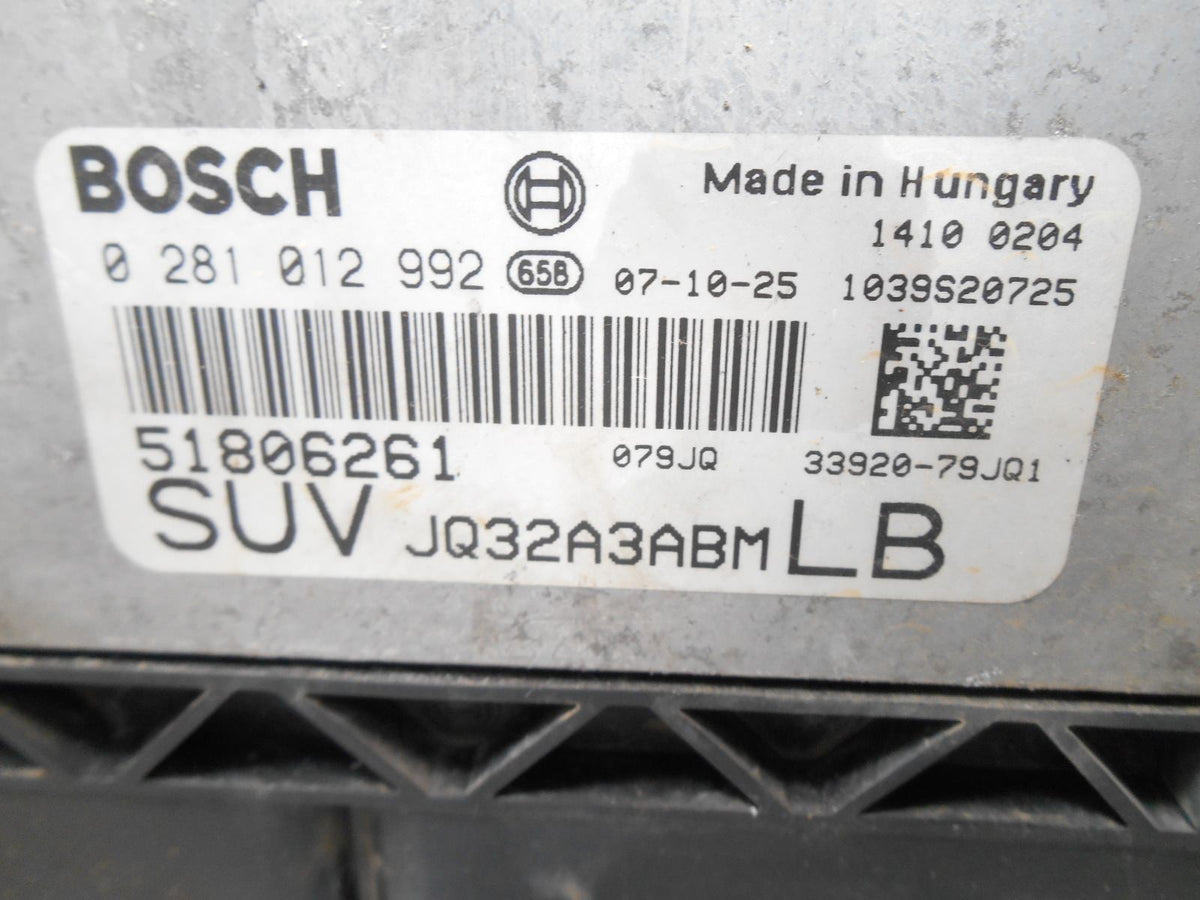 BOSCH
Made in Hungary
1410 0204
0 281 012 992 65B 07-10-25 1039S20725
51806261 079JQ 33920-79JQ1
SUV JQ32A3ABM LB